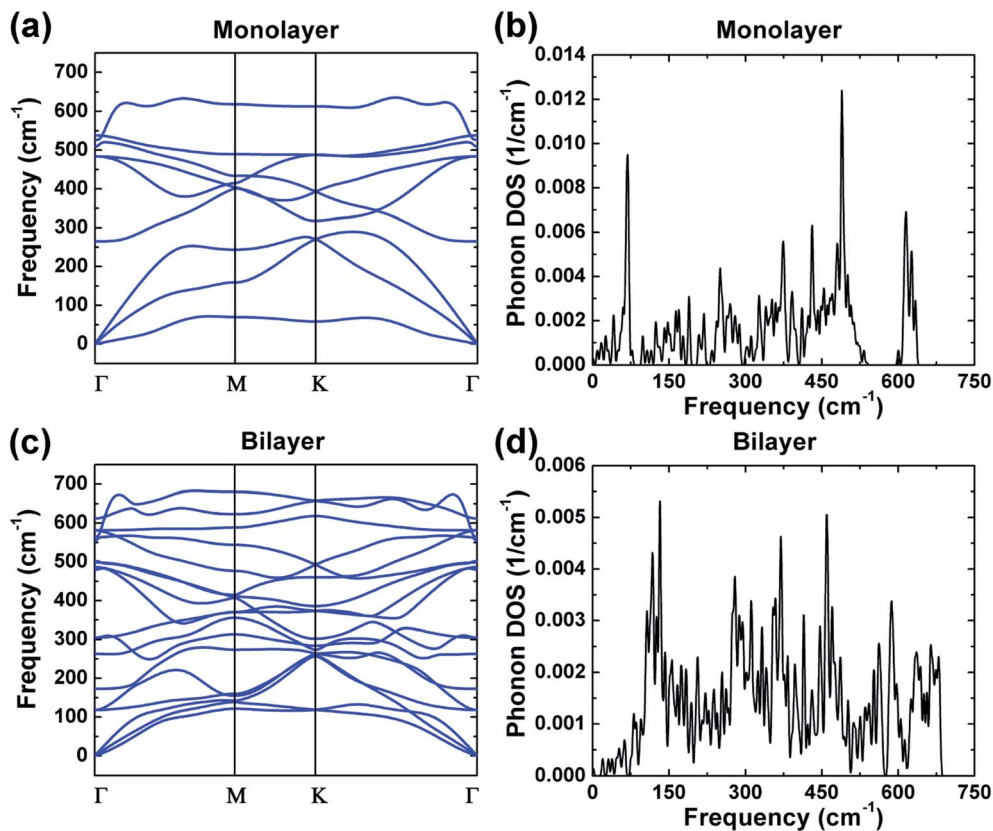 (a) Monolayer
Frequency (cm-1)
700
600
500
400
300
200
100
0
Γ M K Γ
(b) Monolayer
Phonon DOS (1/cm-1)
0.014
0.012
0.010
0.008
0.006
0.004
0.002
0.000
0 150 300 450 600 750
Frequency (cm-1)
(c) Bilayer
Frequency (cm-1)
700
600
500
400
300
200
100
0
Γ M K Γ
(d) Bilayer
Phonon DOS (1/cm-1)
0.006
0.005
0.004
0.003
0.002
0.001
0.000
0 150 300 450 600 750
Frequency (cm-1)